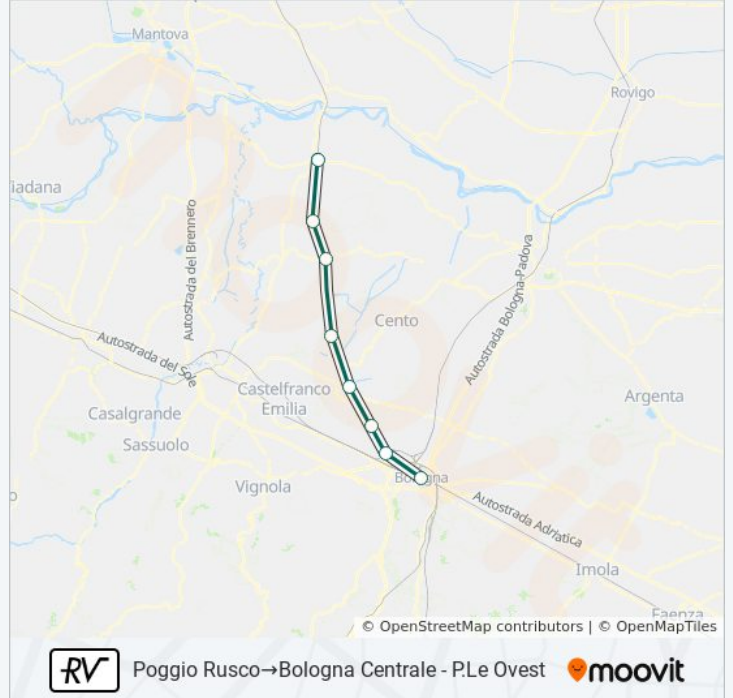 Mantova
Rovigo
ladana
Autostrada del Brennero
Autostrada Bologna-Padova
Cento
Autostrada del Sole
Castelfranco
Emilia
Argenta
Casalgrande
Sassuolo
Vignola
Bologna
Autostrada Adriatica
Imola
Faenza
© OpenStreetMap contributors | © OpenMapTiles
RV Poggio Rusco→Bologna Centrale - P.Le Ovest moovit